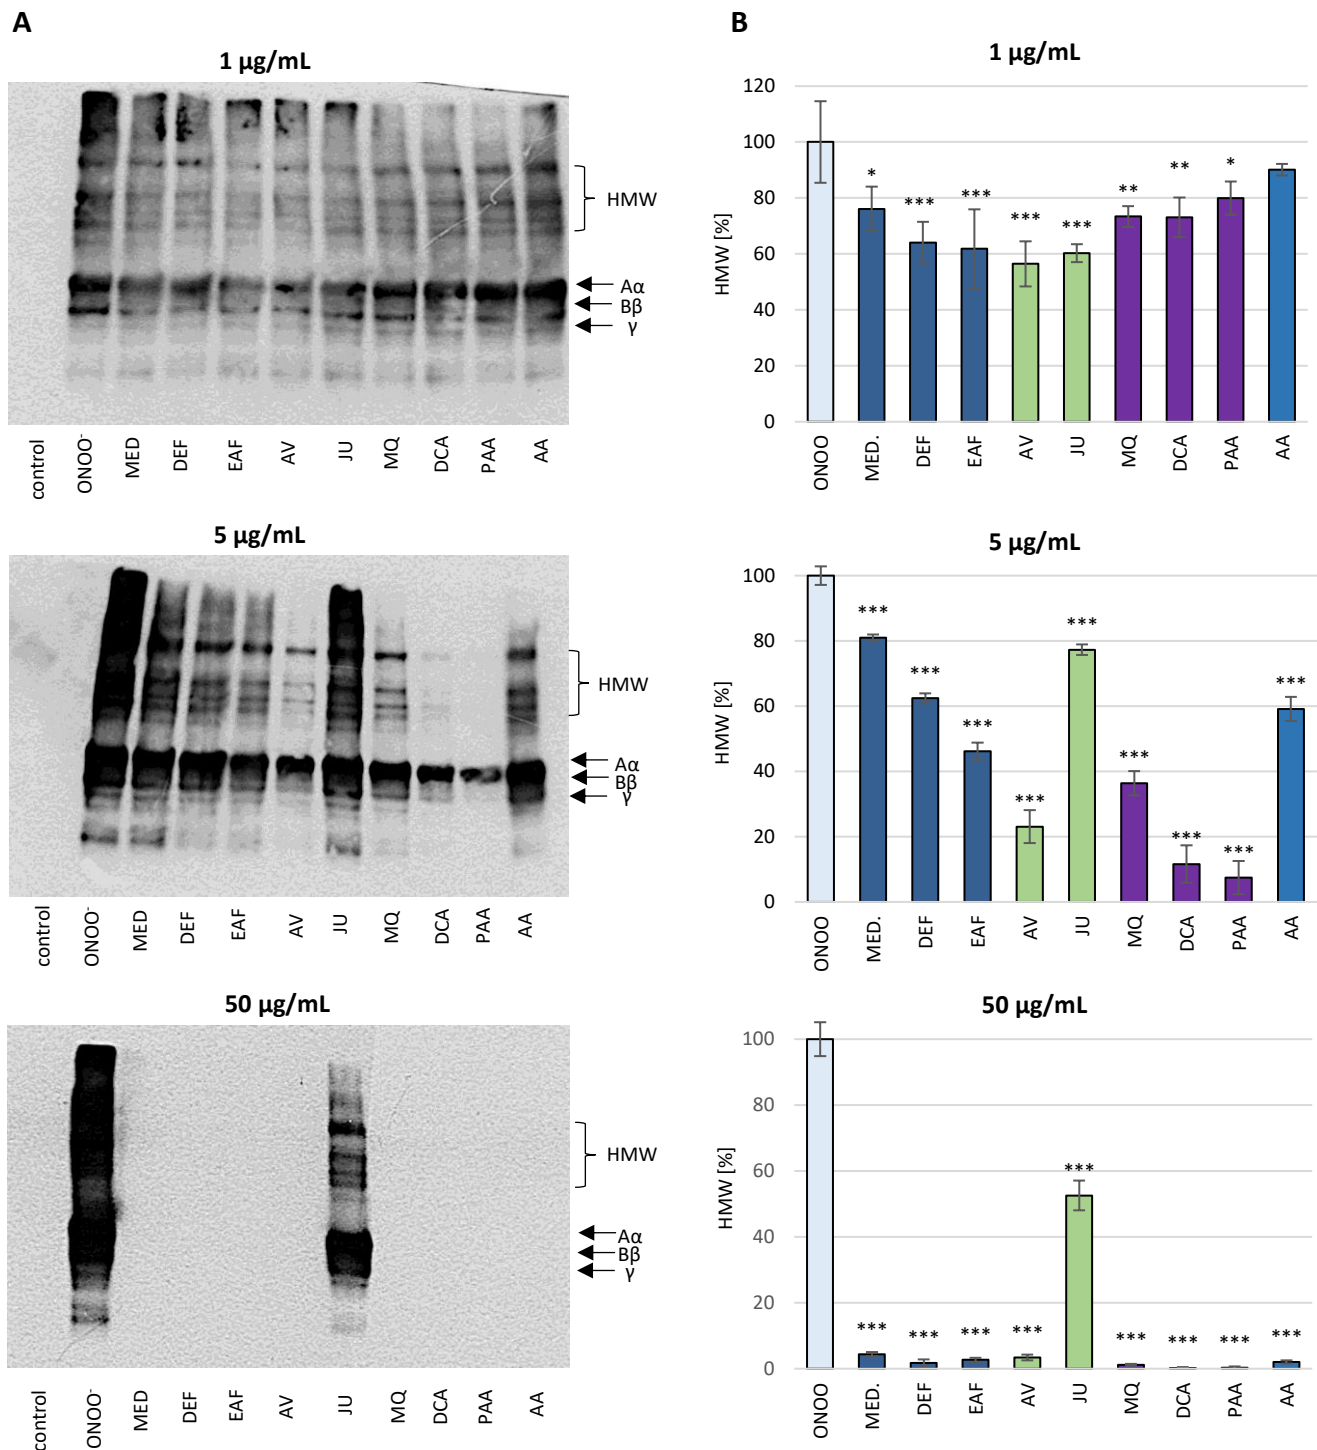 A
B
1 µg/mL
HMW
Aα
Bβ
γ
control
ONOO⁻
MED
DEF
EAF
AV
JU
MQ
DCA
PAA
AA
1 µg/mL
HMW [%]
120
100
80
60
40
20
0
* *** *** *** *** ** ** *
ONOO
MED.
DEF
EAF
AV
JU
MQ
DCA
PAA
AA
5 µg/mL
HMW
Aα
Bβ
γ
control
ONOO⁻
MED
DEF
EAF
AV
JU
MQ
DCA
PAA
AA
5 µg/mL
HMW [%]
100
80
60
40
20
0
*** *** *** *** *** *** *** *** ***
ONOO
MED.
DEF
EAF
AV
JU
MQ
DCA
PAA
AA
50 µg/mL
HMW
Aα
Bβ
γ
control
ONOO⁻
MED
DEF
EAF
AV
JU
MQ
DCA
PAA
AA
50 µg/mL
HMW [%]
100
80
60
40
20
0
*** *** *** *** *** *** *** *** ***
ONOO
MED.
DEF
EAF
AV
JU
MQ
DCA
PAA
AA